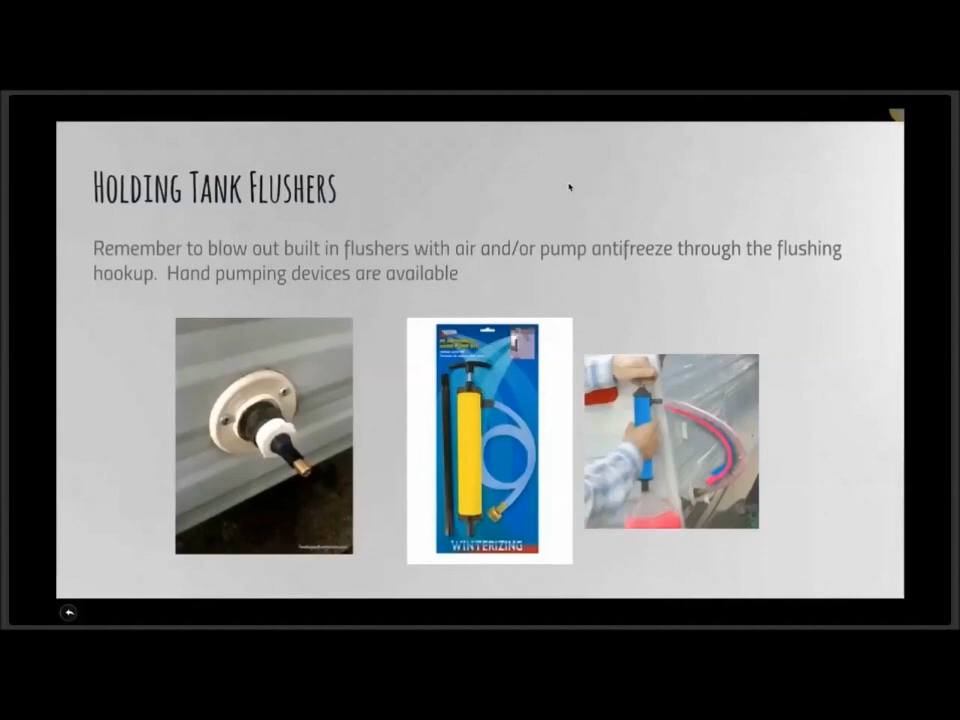 Holding Tank Flushers
Remember to blow out built in flushers with air and/or pump antifreeze through the flushing
hookup. Hand pumping devices are available
WINTERIZING